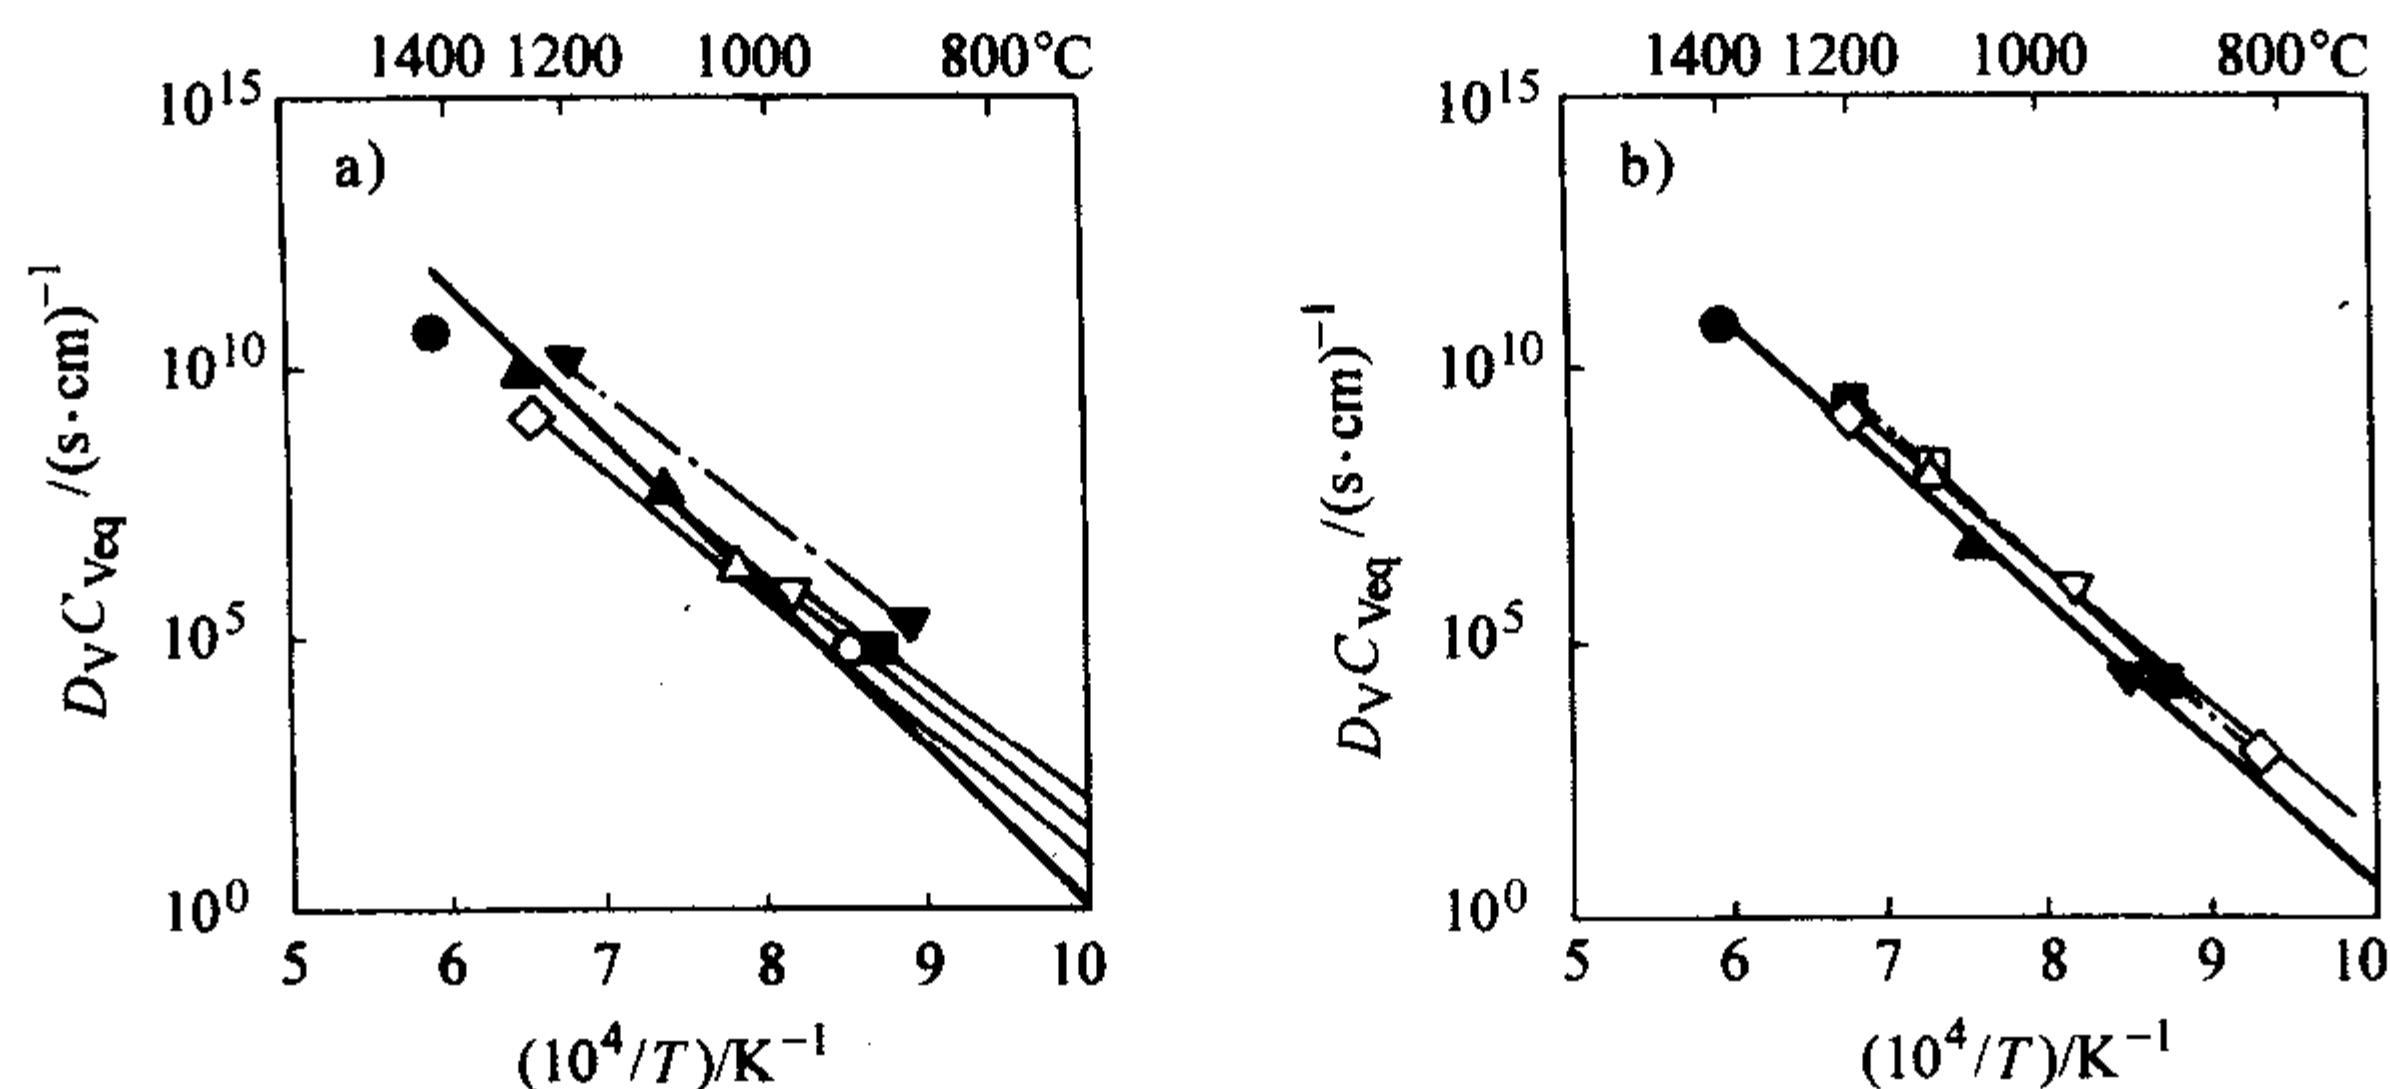 1400 1200 1000 800°C
10^15
a)
10^10
10^5
10^0
D_V C_Veq /(s·cm)^−1
5 6 7 8 9 10
(10^4/T)/K^−1
1400 1200 1000 800°C
10^15
b)
10^10
10^5
10^0
D_V C_Veq /(s·cm)^−1
5 6 7 8 9 10
(10^4/T)/K^−1